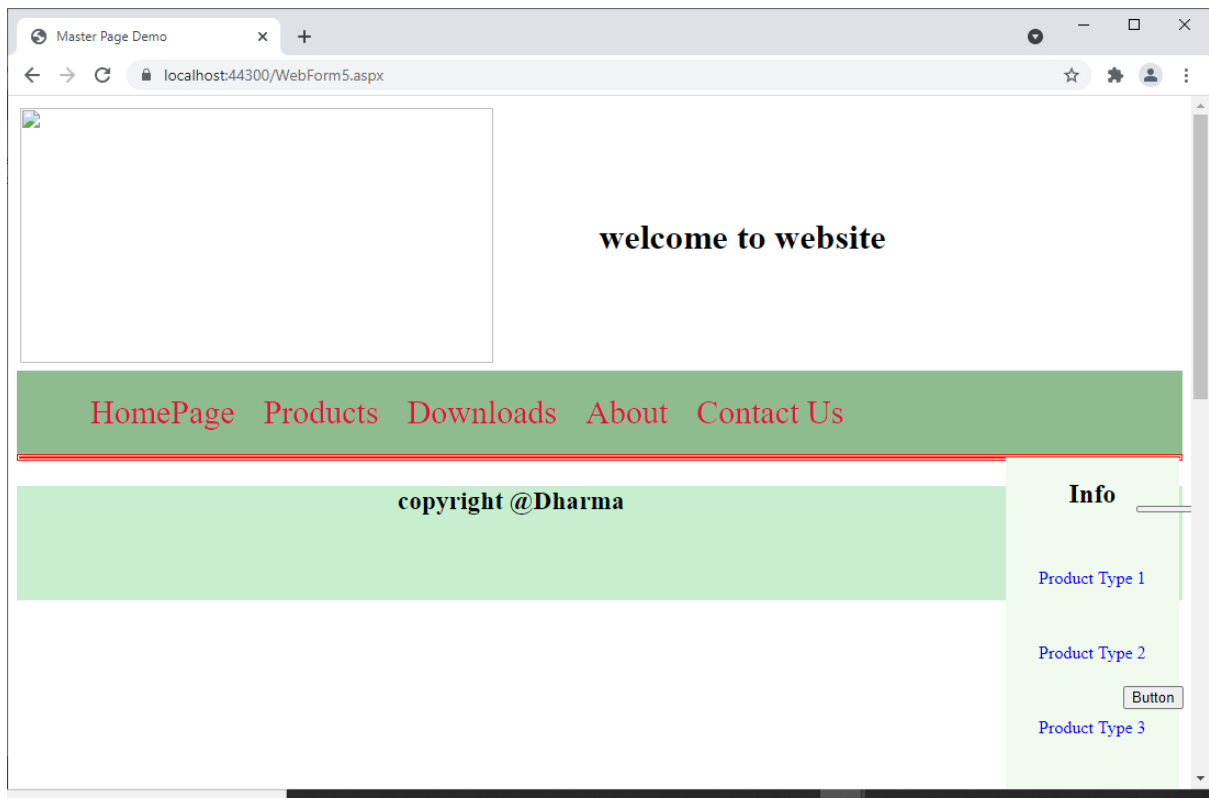 Master Page Demo
localhost:44300/WebForm5.aspx
welcome to website
HomePage Products Downloads About Contact Us
copyright @Dharma
Info
Product Type 1
Product Type 2
Button
Product Type 3